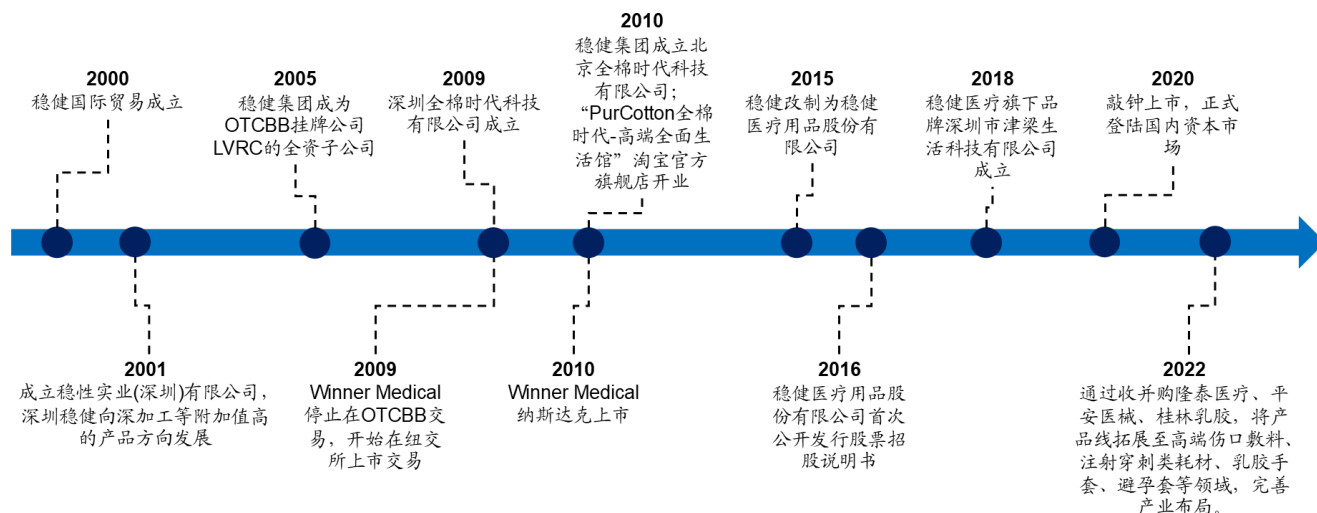 2000
稳健国际贸易成立
2005
稳健集团成为
OTCBB挂牌公司
LVRC的全资子公司
2009
深圳全棉时代科技
有限公司成立
2010
稳健集团成立北
京全棉时代科技
有限公司；
“PurCotton全棉
时代-高端全面生
活馆”淘宝官方
旗舰店开业
2015
稳健改制为稳健
医疗用品股份有
限公司
2018
稳健医疗旗下品
牌深圳市津梁生
活科技有限公司
成立
2020
敲钟上市，正式
登陆国内资本市
场
2001
成立稳性实业(深圳)有限公司，
深圳稳健向深加工等附加值高
的产品方向发展
2009
Winner Medical
停止在OTCBB交
易，开始在纽交
所上市交易
2010
Winner Medical
纳斯达克上市
2016
稳健医疗用品股
份有限公司首次
公开发行股票招
股说明书
2022
通过收并购隆泰医疗、平
安医械、桂林乳胶，将产
品线拓展至高端伤口敷料、
注射穿刺类耗材、乳胶手
套、避孕套等领域，完善
产业布局。